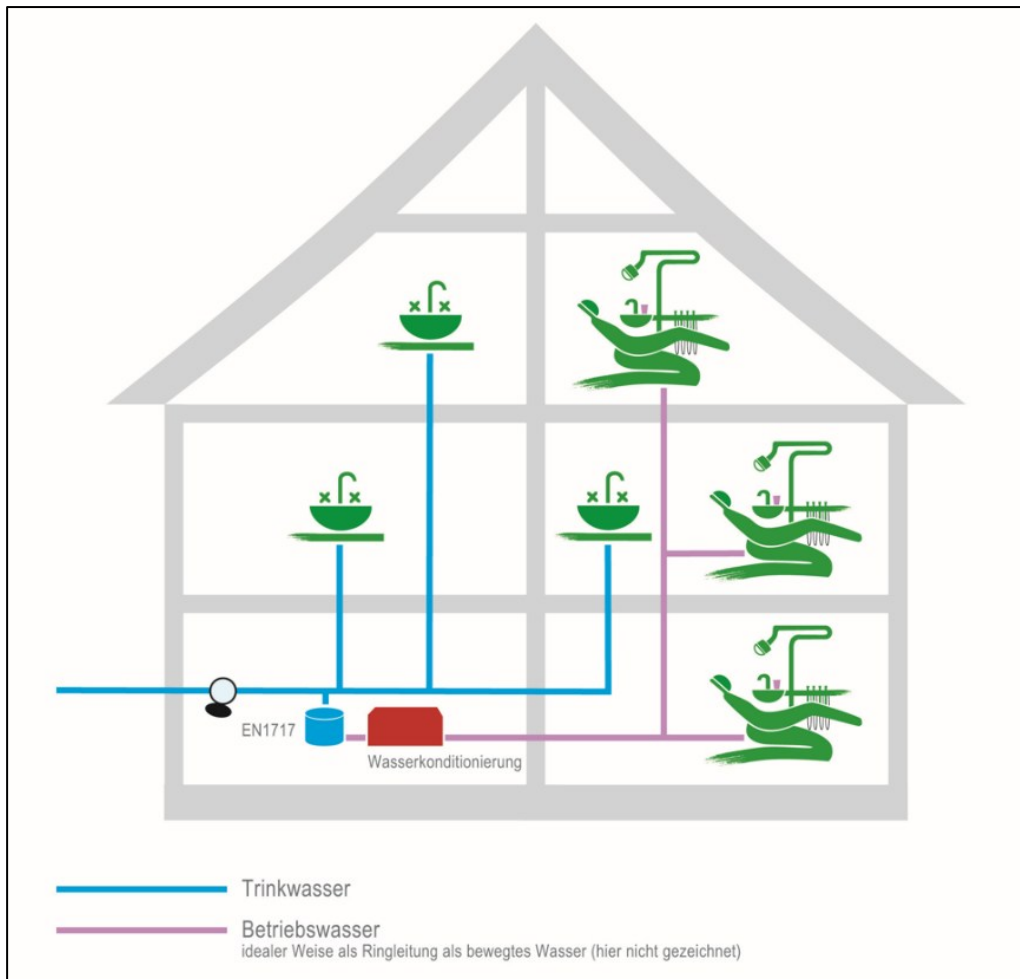 EN1717
Wasserkonditionierung
Trinkwasser
Betriebswasser
idealer Weise als Ringleitung als bewegtes Wasser (hier nicht gezeichnet)